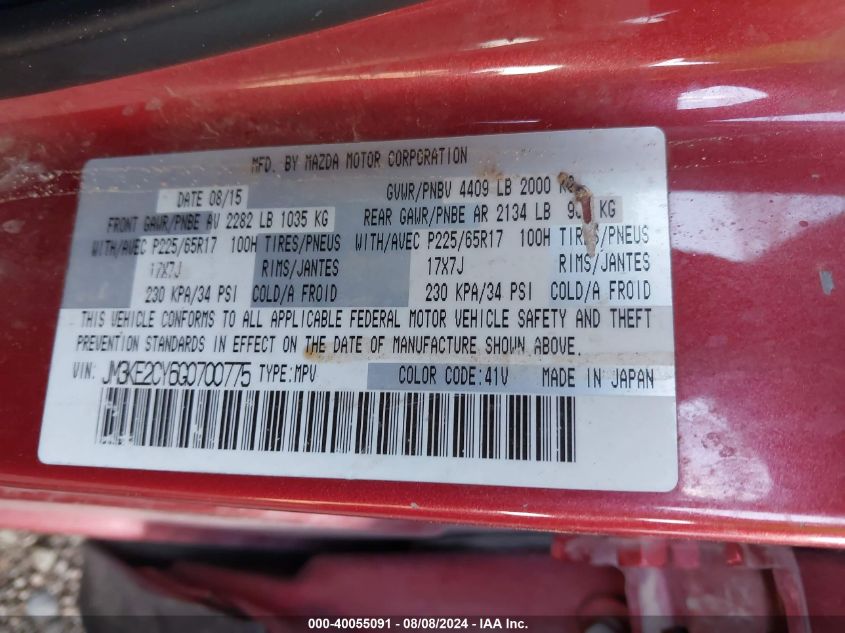 MFD. BY MAZDA MOTOR CORPORATION
DATE 08/15 GVWR/PNBV 4409 LB 2000
FRONT GAWR/PNBE AV 2282 LB 1035 KG REAR GAWR/PNBE AR 2134 LB KG
WITH/AVEC P225/65R17 100H TIRES/PNEUS WITH/AVEC P225/65R17 100H TIRES/PNEUS
17X7J RIMS/JANTES 17X7J RIMS/JANTES
230 KPA/34 PSI COLD/A FROID 230 KPA/34 PSI COLD/A FROID
THIS VEHICLE CONFORMS TO ALL APPLICABLE FEDERAL MOTOR VEHICLE SAFETY AND THEFT
PREVENTION STANDARDS IN EFFECT ON THE DATE OF MANUFACTURE SHOWN ABOVE.
VIN: JM3KE2CY6G0700775 TYPE:MPV COLOR CODE:41V MADE IN JAPAN
000-40055091 - 08/08/2024 - IAA Inc.